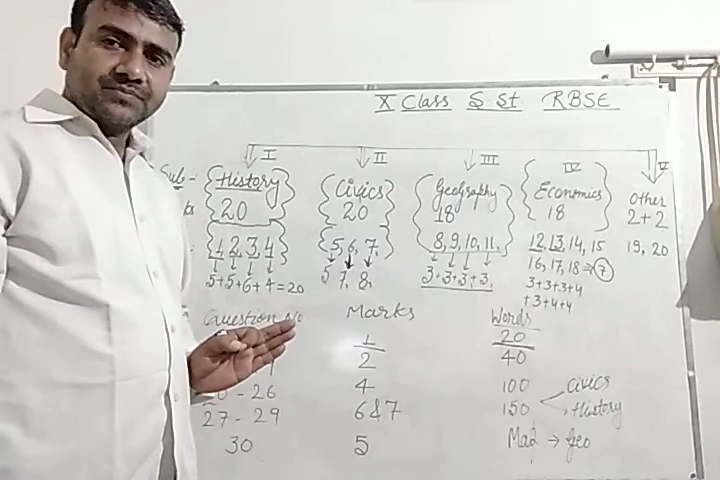 X Class S.St RBSE
I II III IV V
Sub- History Civics Geography Economics Other
20 20 18 18 2+2
1, 2, 3, 4 5, 6, 7, 8, 9, 10, 11, 12, 13, 14, 15 19, 20
5+5+6+4=20 5 7, 8, 3+3+3+3, 16, 17, 18 ⇒ 7
3+3+3+4
+3+4+4
Question No Marks Words
1 20
2 40
- 26 4 100 Civics
27 - 29 6&7 150 History
30 5 Map → Geo